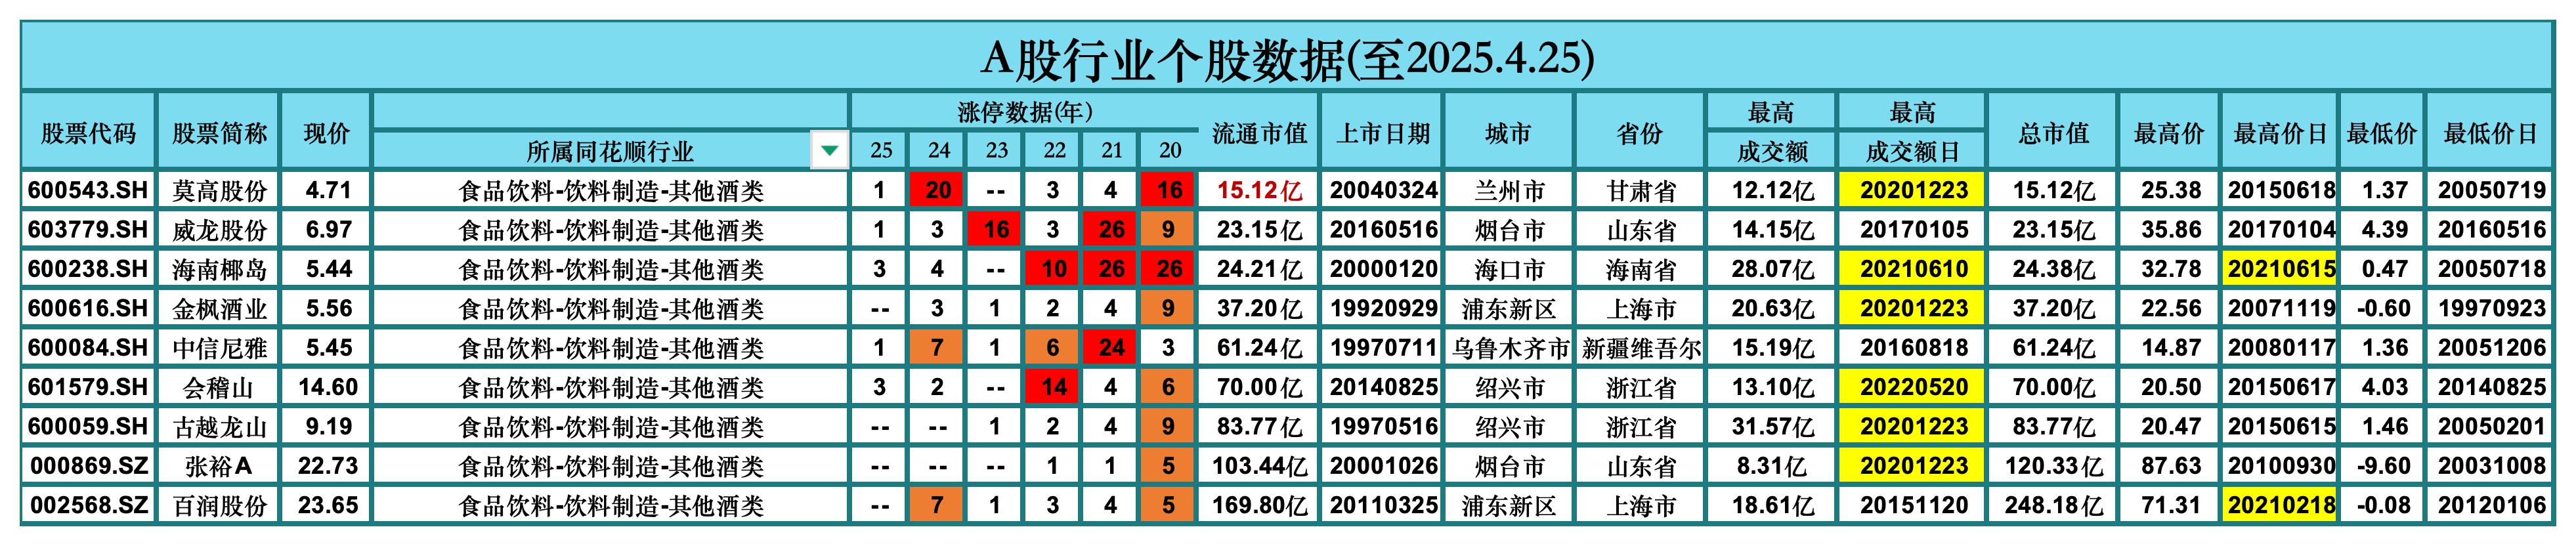 A股行业个股数据(至2025.4.25)
股票代码 股票简称 现价 所属同花顺行业 涨停数据(年) 流通市值 上市日期 城市 省份 最高 最高 总市值 最高价 最高价日 最低价 最低价日
25 24 23 22 21 20 成交额 成交额日
600543.SH 莫高股份 4.71 食品饮料-饮料制造-其他酒类 1 20 -- 3 4 16 15.12亿 20040324 兰州市 甘肃省 12.12亿 20201223 15.12亿 25.38 20150618 1.37 20050719
603779.SH 威龙股份 6.97 食品饮料-饮料制造-其他酒类 1 3 16 3 26 9 23.15亿 20160516 烟台市 山东省 14.15亿 20170105 23.15亿 35.86 20170104 4.39 20160516
600238.SH 海南椰岛 5.44 食品饮料-饮料制造-其他酒类 3 4 -- 10 26 26 24.21亿 20000120 海口市 海南省 28.07亿 20210610 24.38亿 32.78 20210615 0.47 20050718
600616.SH 金枫酒业 5.56 食品饮料-饮料制造-其他酒类 -- 3 1 2 4 9 37.20亿 19920929 浦东新区 上海市 20.63亿 20201223 37.20亿 22.56 20071119 -0.60 19970923
600084.SH 中信尼雅 5.45 食品饮料-饮料制造-其他酒类 1 7 1 6 24 3 61.24亿 19970711 乌鲁木齐市 新疆维吾尔 15.19亿 20160818 61.24亿 14.87 20080117 1.36 20051206
601579.SH 会稽山 14.60 食品饮料-饮料制造-其他酒类 3 2 -- 14 4 6 70.00亿 20140825 绍兴市 浙江省 13.10亿 20220520 70.00亿 20.50 20150617 4.03 20140825
600059.SH 古越龙山 9.19 食品饮料-饮料制造-其他酒类 -- -- 1 2 4 9 83.77亿 19970516 绍兴市 浙江省 31.57亿 20201223 83.77亿 20.47 20150615 1.46 20050201
000869.SZ 张裕A 22.73 食品饮料-饮料制造-其他酒类 -- -- -- 1 1 5 103.44亿 20001026 烟台市 山东省 8.31亿 20201223 120.33亿 87.63 20100930 -9.60 20031008
002568.SZ 百润股份 23.65 食品饮料-饮料制造-其他酒类 -- 7 1 3 4 5 169.80亿 20110325 浦东新区 上海市 18.61亿 20151120 248.18亿 71.31 20210218 -0.08 20120106